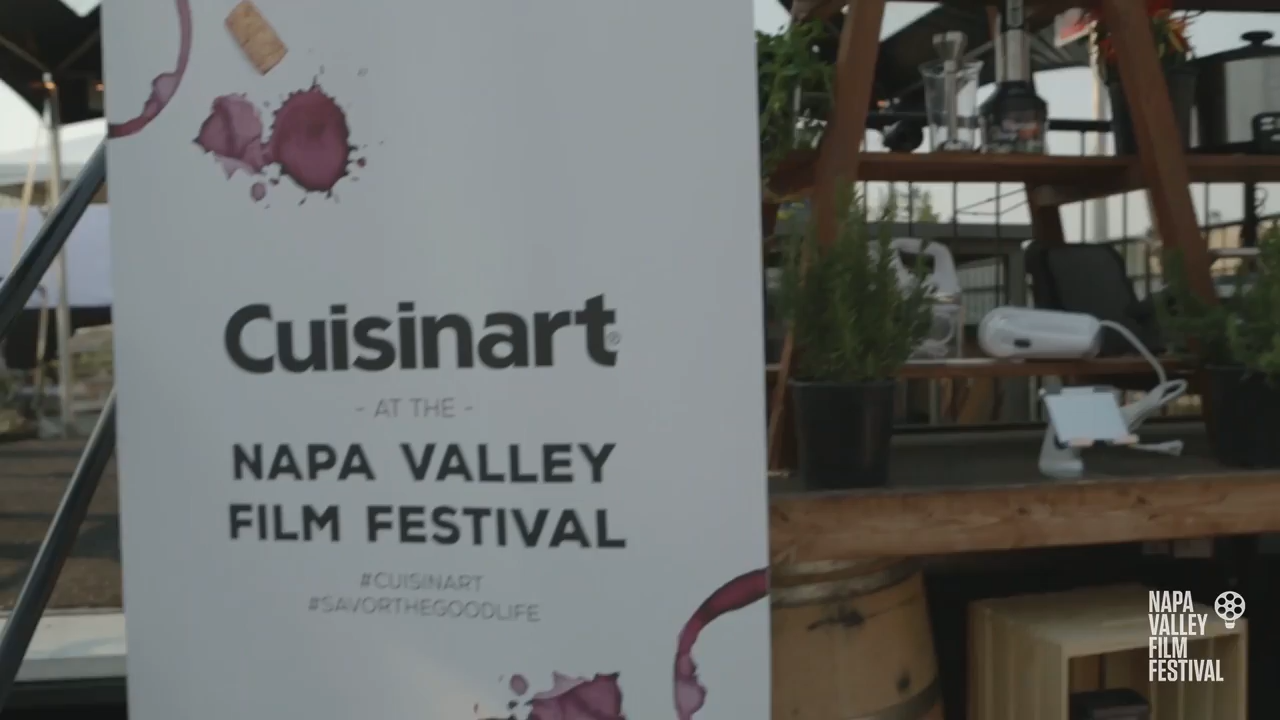 Cuisinart®
- AT THE -
NAPA VALLEY
FILM FESTIVAL
#CUISINART
#SAVORTHEGOODLIFE
NAPA
VALLEY
FILM
FESTIVAL